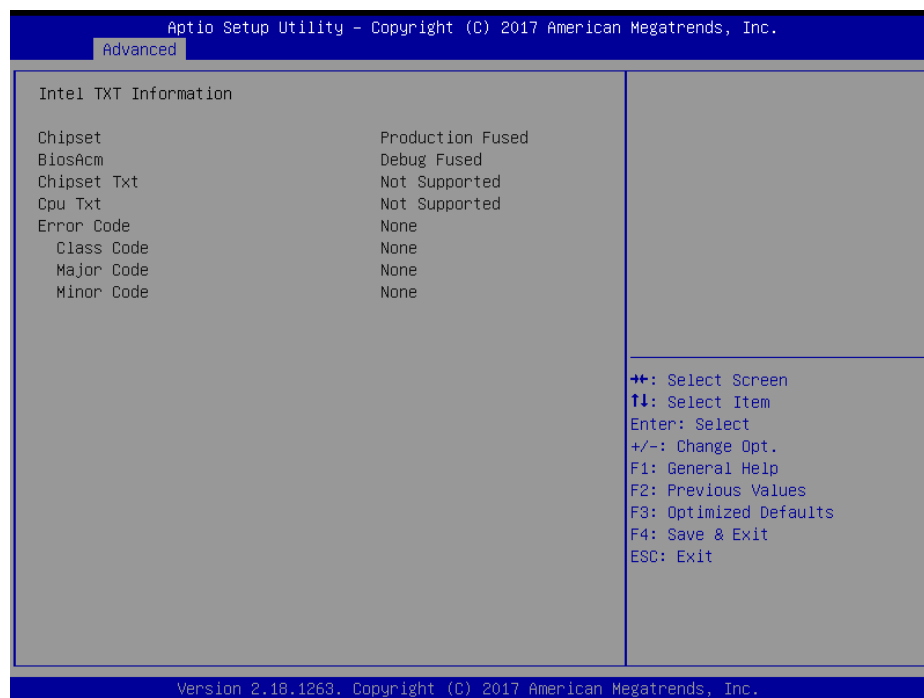 Aptio Setup Utility – Copyright (C) 2017 American Megatrends, Inc.
Advanced
Intel TXT Information
Chipset Production Fused
BiosAcm Debug Fused
Chipset Txt Not Supported
Cpu Txt Not Supported
Error Code None
Class Code None
Major Code None
Minor Code None
→←: Select Screen
↑↓: Select Item
Enter: Select
+/-: Change Opt.
F1: General Help
F2: Previous Values
F3: Optimized Defaults
F4: Save & Exit
ESC: Exit
Version 2.18.1263. Copyright (C) 2017 American Megatrends, Inc.